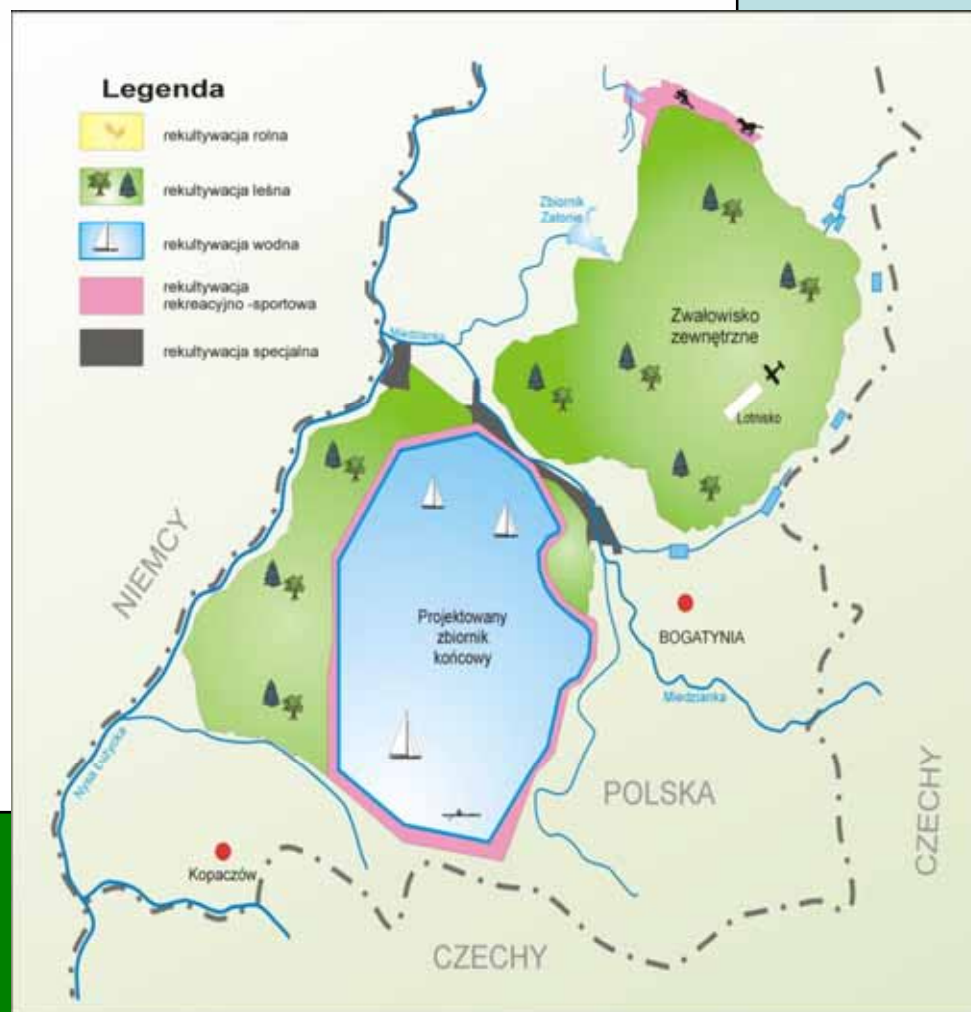 Legenda
rekultywacja rolna
rekultywacja leśna
rekultywacja wodna
rekultywacja
rekreacyjno -sportowa
rekultywacja specjalna
Zbiornik
Zatonie
Miedzianka
Zwałowisko
zewnętrzne
Lotnisko
NIEMCY
Projektowany
zbiornik
końcowy
BOGATYNIA
Miedzianka
Nysa Łużycka
POLSKA
CZECHY
Kopaczów
CZECHY